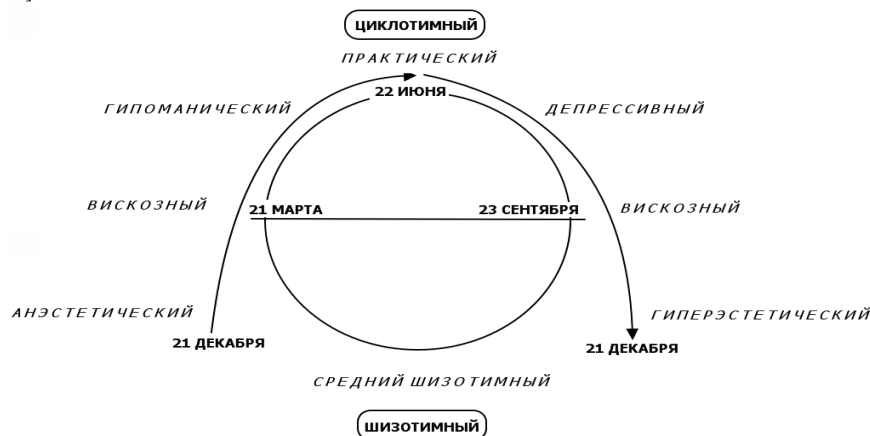 ЦИКЛОТИМНЫЙ
ПРАКТИЧЕСКИЙ
22 ИЮНЯ
ГИПОМАНИЧЕСКИЙ
ДЕПРЕССИВНЫЙ
ВИСКОЗНЫЙ
21 МАРТА
23 СЕНТЯБРЯ
ВИСКОЗНЫЙ
АНЭСТЕТИЧЕСКИЙ
ГИПЕРЭСТЕТИЧЕСКИЙ
21 ДЕКАБРЯ
21 ДЕКАБРЯ
СРЕДНИЙ ШИЗОТИМНЫЙ
ШИЗОТИМНЫЙ